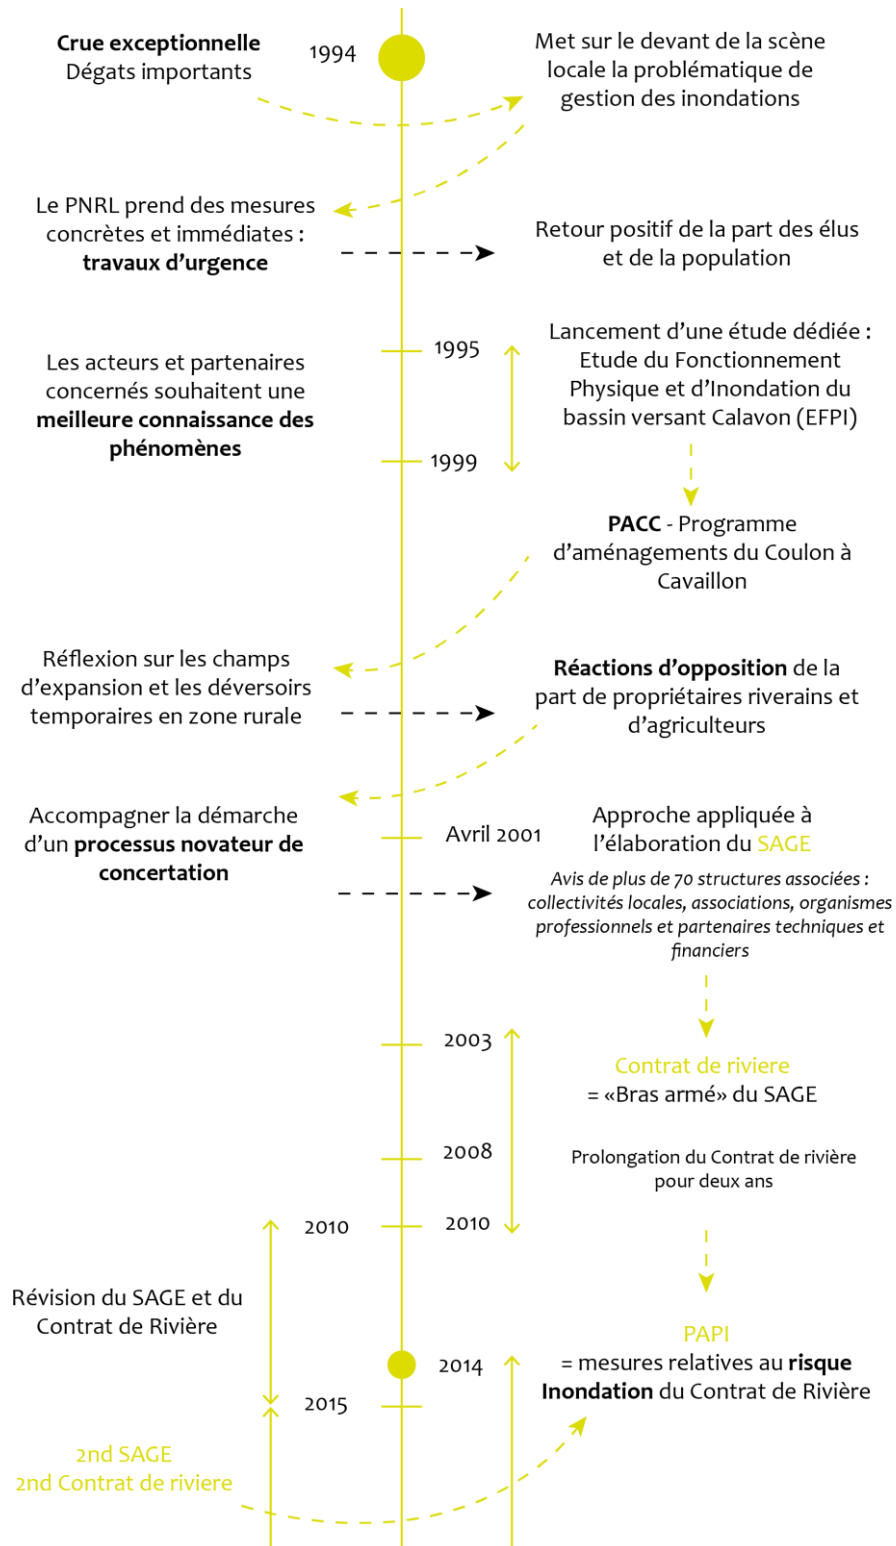 Crue exceptionnelle
Dégats importants
1994
Met sur le devant de la scène
locale la problématique de
gestion des inondations
Le PNRL prend des mesures
concrètes et immédiates :
travaux d'urgence
Retour positif de la part des élus
et de la population
Les acteurs et partenaires
concernés souhaitent une
meilleure connaissance des
phénomènes
1995
1999
Lancement d'une étude dédiée :
Etude du Fonctionnement
Physique et d'Inondation du
bassin versant Calavon (EFPI)
PACC - Programme
d'aménagements du Coulon à
Cavaillon
Réflexion sur les champs
d'expansion et les déversoirs
temporaires en zone rurale
Réactions d'opposition de la
part de propriétaires riverains et
d'agriculteurs
Accompagner la démarche
d'un processus novateur de
concertation
Avril 2001
Approche appliquée à
l'élaboration du SAGE
Avis de plus de 70 structures associées :
collectivités locales, associations, organismes
professionnels et partenaires techniques et
financiers
2003
Contrat de riviere
= «Bras armé» du SAGE
2008
Prolongation du Contrat de rivière
pour deux ans
2010
2010
Révision du SAGE et du
Contrat de Rivière
2014
PAPI
= mesures relatives au risque
Inondation du Contrat de Rivière
2015
2nd SAGE
2nd Contrat de riviere